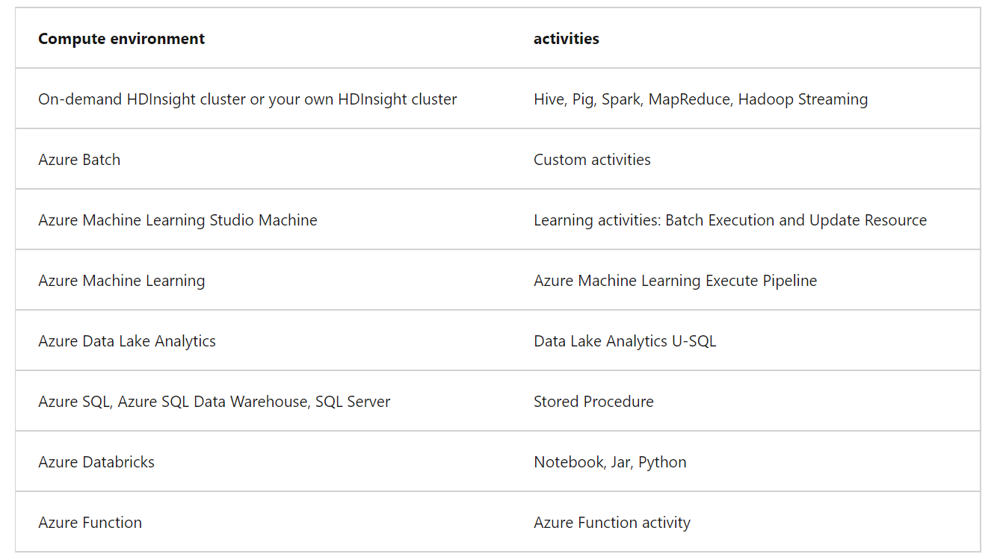 Compute environment activities
On-demand HDInsight cluster or your own HDInsight cluster Hive, Pig, Spark, MapReduce, Hadoop Streaming
Azure Batch Custom activities
Azure Machine Learning Studio Machine Learning activities: Batch Execution and Update Resource
Azure Machine Learning Azure Machine Learning Execute Pipeline
Azure Data Lake Analytics Data Lake Analytics U-SQL
Azure SQL, Azure SQL Data Warehouse, SQL Server Stored Procedure
Azure Databricks Notebook, Jar, Python
Azure Function Azure Function activity